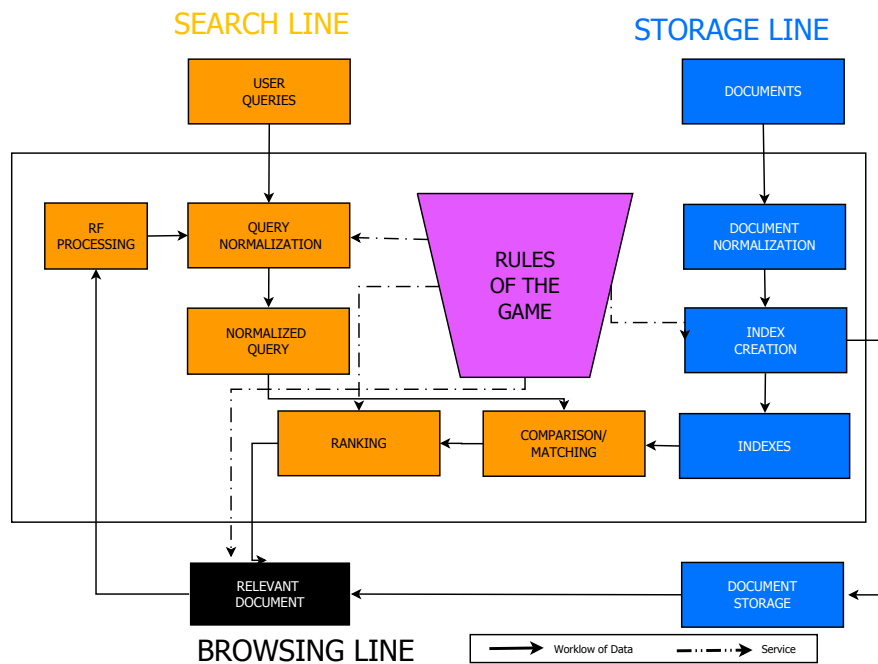 SEARCH LINE
STORAGE LINE
USER
QUERIES
DOCUMENTS
RF
PROCESSING
QUERY
NORMALIZATION
RULES
OF THE
GAME
DOCUMENT
NORMALIZATION
NORMALIZED
QUERY
INDEX
CREATION
RANKING
COMPARISON/
MATCHING
INDEXES
RELEVANT
DOCUMENT
DOCUMENT
STORAGE
BROWSING LINE
Worklow of Data
Service